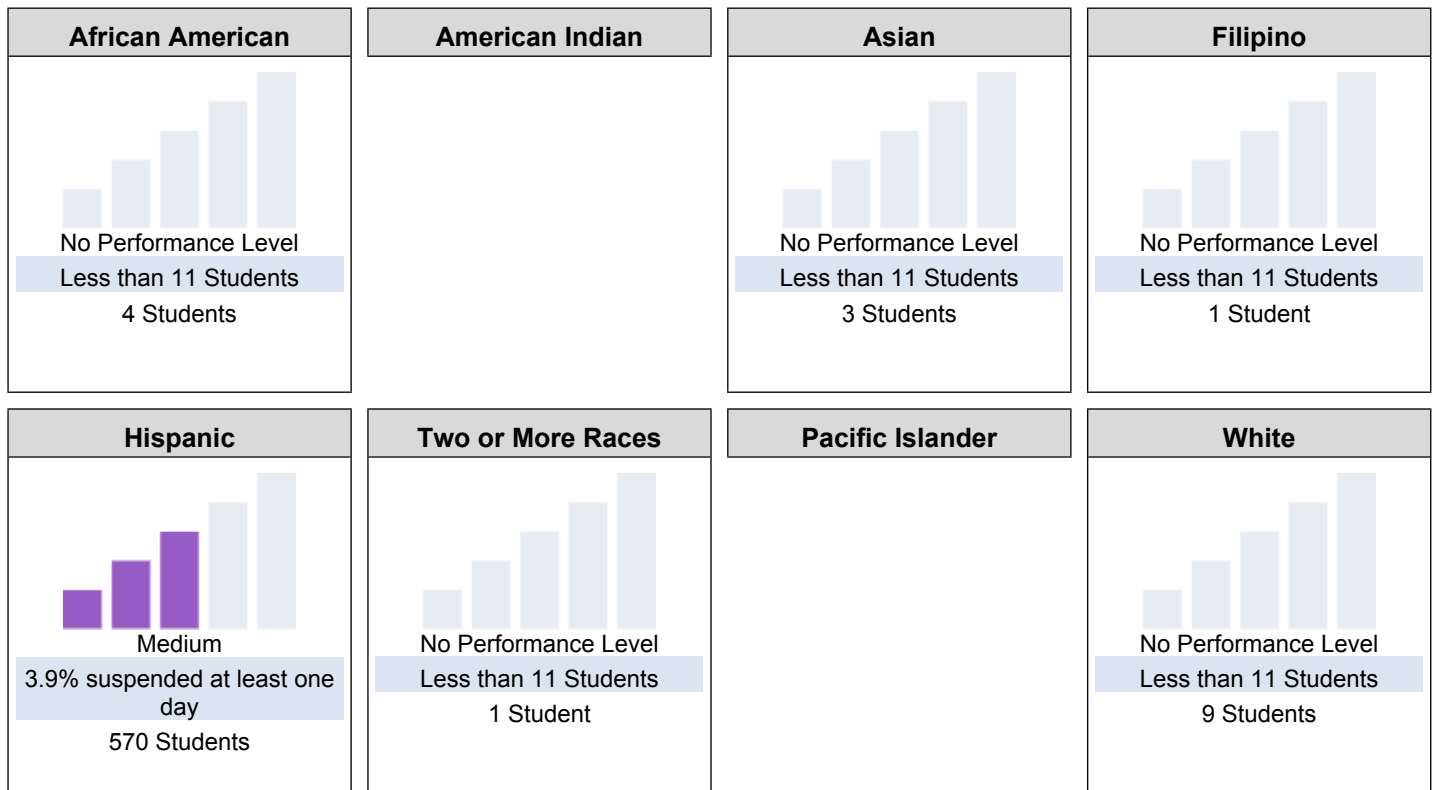 African American
No Performance Level
Less than 11 Students
4 Students
American Indian
Asian
No Performance Level
Less than 11 Students
3 Students
Filipino
No Performance Level
Less than 11 Students
1 Student
Hispanic
Medium
3.9% suspended at least one
day
570 Students
Two or More Races
No Performance Level
Less than 11 Students
1 Student
Pacific Islander
White
No Performance Level
Less than 11 Students
9 Students